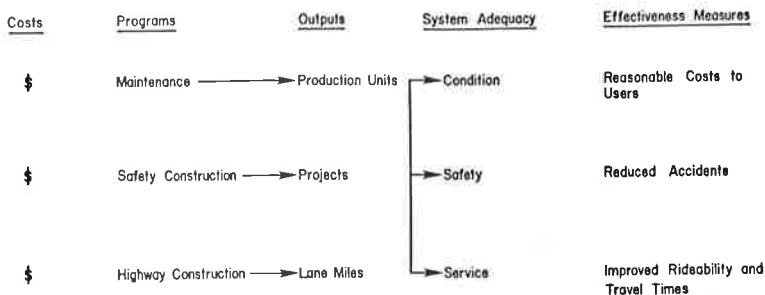 Costs Programs Outputs System Adequacy Effectiveness Measures
$ Maintenance Production Units Condition Reasonable Costs to
Users
$ Safety Construction Projects Safety Reduced Accidents
$ Highway Construction Lane Miles Service Improved Rideability and
Travel Times